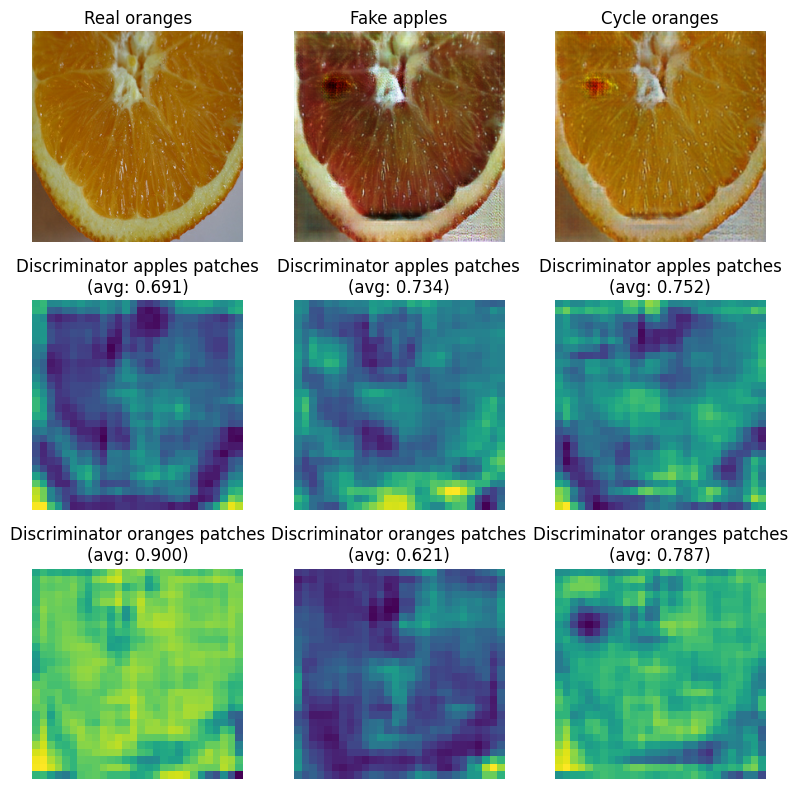 Real oranges
Fake apples
Cycle oranges
Discriminator apples patches
(avg: 0.691)
Discriminator apples patches
(avg: 0.734)
Discriminator apples patches
(avg: 0.752)
Discriminator oranges patches
(avg: 0.900)
Discriminator oranges patches
(avg: 0.621)
Discriminator oranges patches
(avg: 0.787)